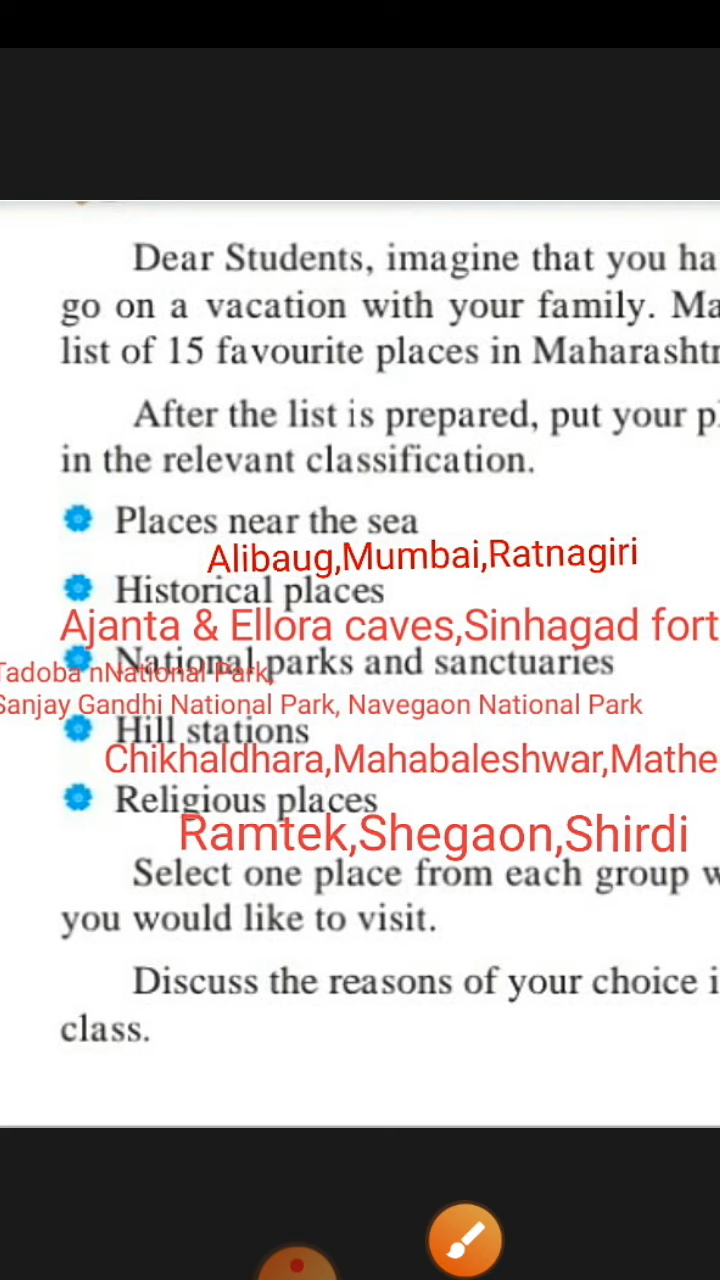 Dear Students, imagine that you ha
go on a vacation with your family. Ma
list of 15 favourite places in Maharashtr
After the list is prepared, put your p
in the relevant classification.
Places near the sea
Alibaug,Mumbai,Ratnagiri
Historical places
Ajanta & Ellora caves,Sinhagad fort
National parks and sanctuaries
Tadoba nNational Park,
Sanjay Gandhi National Park, Navegaon National Park
Hill stations
Chikhaldhara,Mahabaleshwar,Mathe
Religious places
Ramtek,Shegaon,Shirdi
Select one place from each group w
you would like to visit.
Discuss the reasons of your choice i
class.